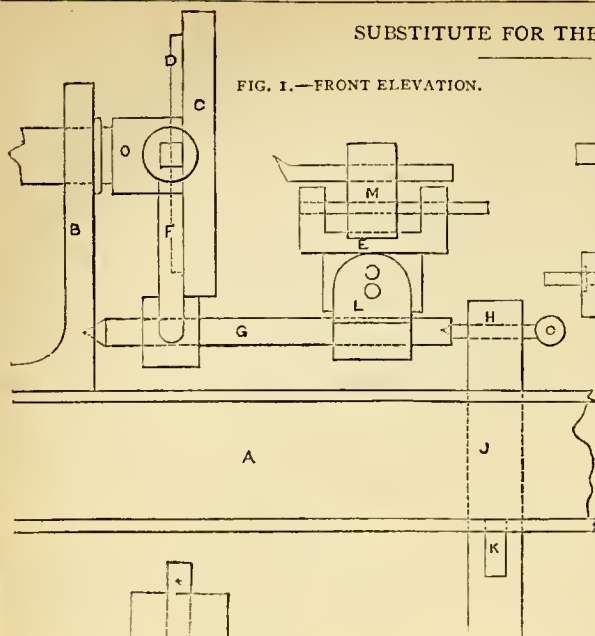 SUBSTITUTE FOR THE
FIG. I.—FRONT ELEVATION.
D
C
O
M
B
F
E
L
G
H
A
J
K